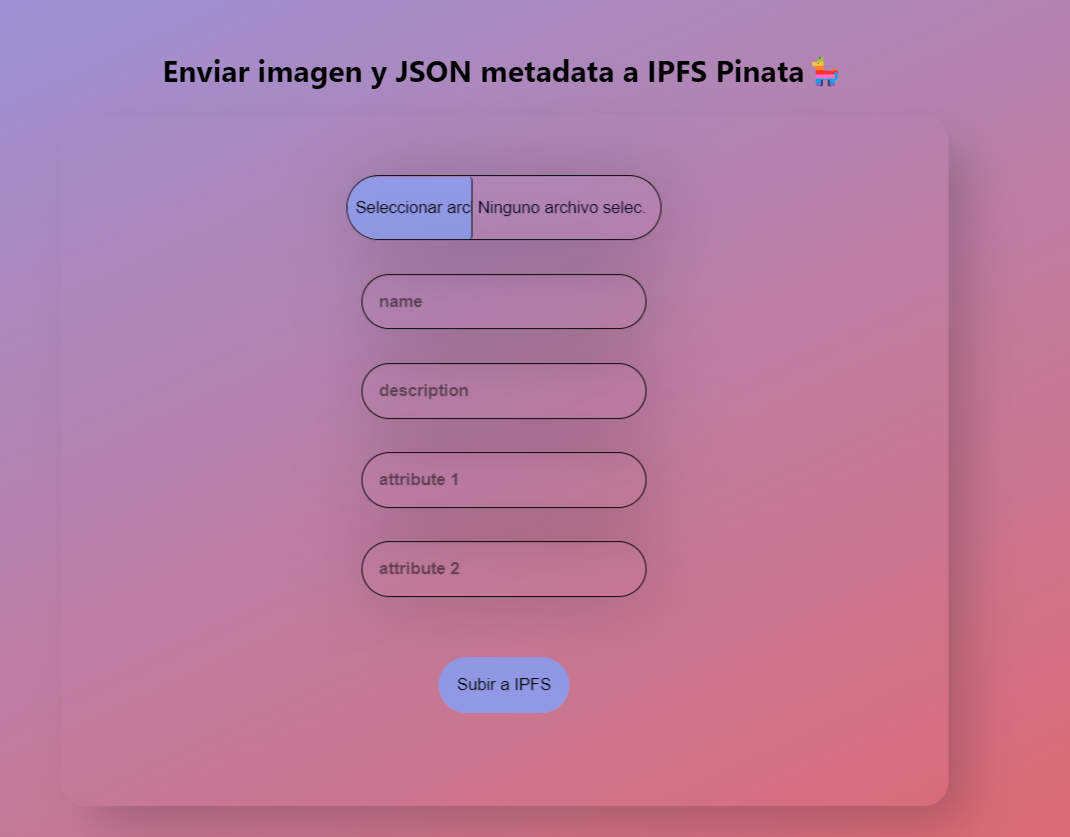 Enviar imagen y JSON metadata a IPFS Pinata 🪅
Seleccionar arc Ninguno archivo selec.
name
description
attribute 1
attribute 2
Subir a IPFS